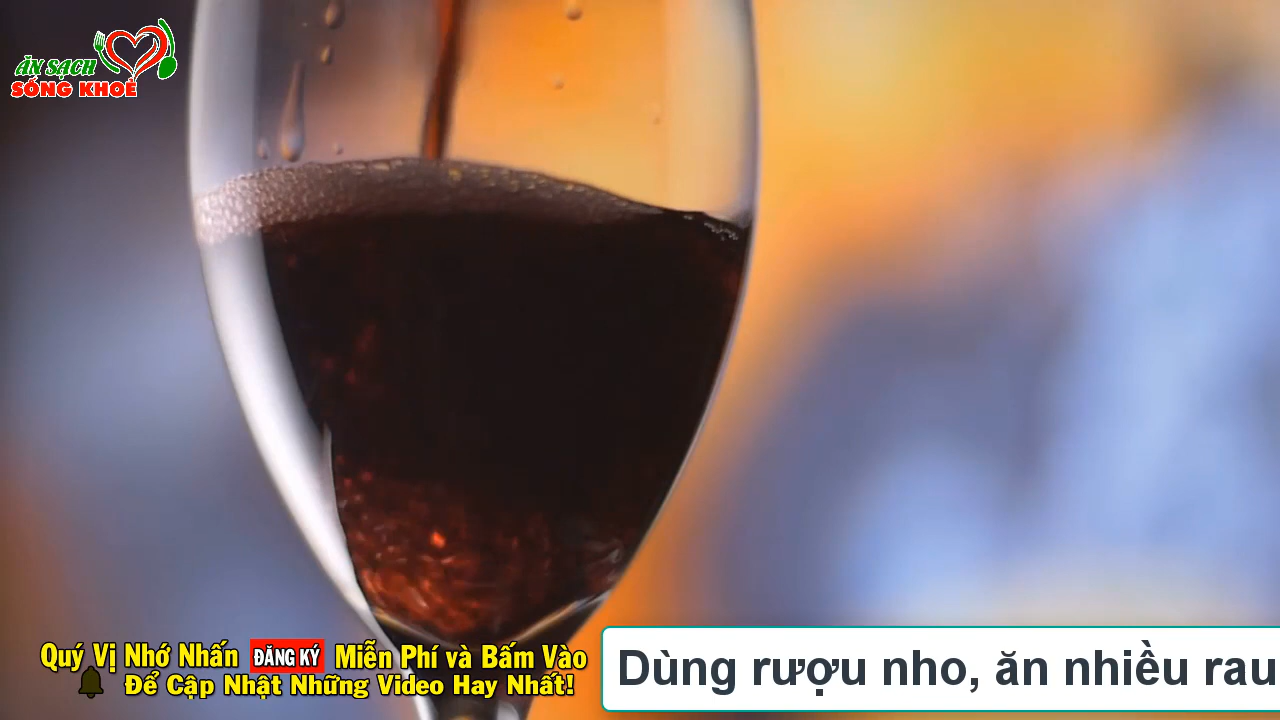 ĂN SẠCH
SỐNG KHOẺ
Quý Vị Nhớ Nhấn ĐĂNG KÝ Miễn Phí và Bấm Vào
Để Cập Nhật Những Video Hay Nhất!
Dùng rượu nho, ăn nhiều rau